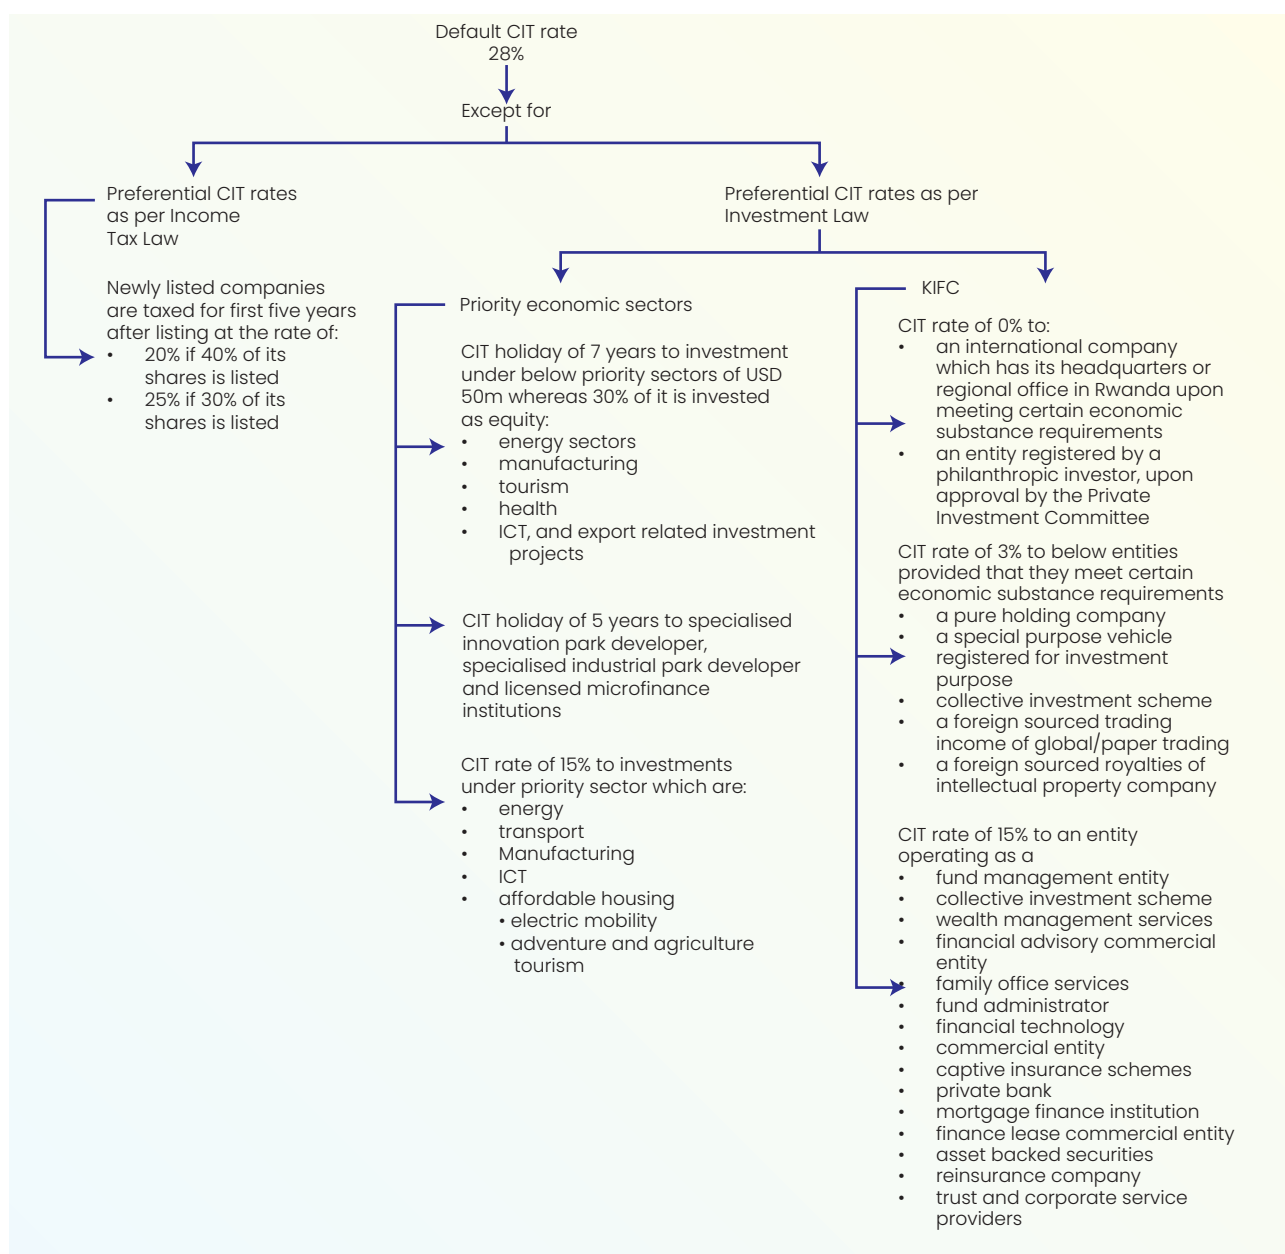 Default CIT rate
28%
Except for
Preferential CIT rates
as per Income
Tax Law
Newly listed companies
are taxed for first five years
after listing at the rate of:
• 20% if 40% of its
shares is listed
• 25% if 30% of its
shares is listed
Preferential CIT rates as per
Investment Law
Priority economic sectors
CIT holiday of 7 years to investment
under below priority sectors of USD
50m whereas 30% of it is invested
as equity:
• energy sectors
• manufacturing
• tourism
• health
• ICT, and export related investment
projects
CIT holiday of 5 years to specialised
innovation park developer,
specialised industrial park developer
and licensed microfinance
institutions
CIT rate of 15% to investments
under priority sector which are:
• energy
• transport
• Manufacturing
• ICT
• affordable housing
• electric mobility
• adventure and agriculture
tourism
KIFC
CIT rate of 0% to:
• an international company
which has its headquarters or
regional office in Rwanda upon
meeting certain economic
substance requirements
• an entity registered by a
philanthropic investor, upon
approval by the Private
Investment Committee
CIT rate of 3% to below entities
provided that they meet certain
economic substance requirements
• a pure holding company
• a special purpose vehicle
registered for investment
purpose
• collective investment scheme
• a foreign sourced trading
income of global/paper trading
• a foreign sourced royalties of
intellectual property company
CIT rate of 15% to an entity
operating as a
• fund management entity
• collective investment scheme
• wealth management services
• financial advisory commercial
entity
• family office services
• fund administrator
• financial technology
• commercial entity
• captive insurance schemes
• private bank
• mortgage finance institution
• finance lease commercial entity
• asset backed securities
• reinsurance company
• trust and corporate service
providers